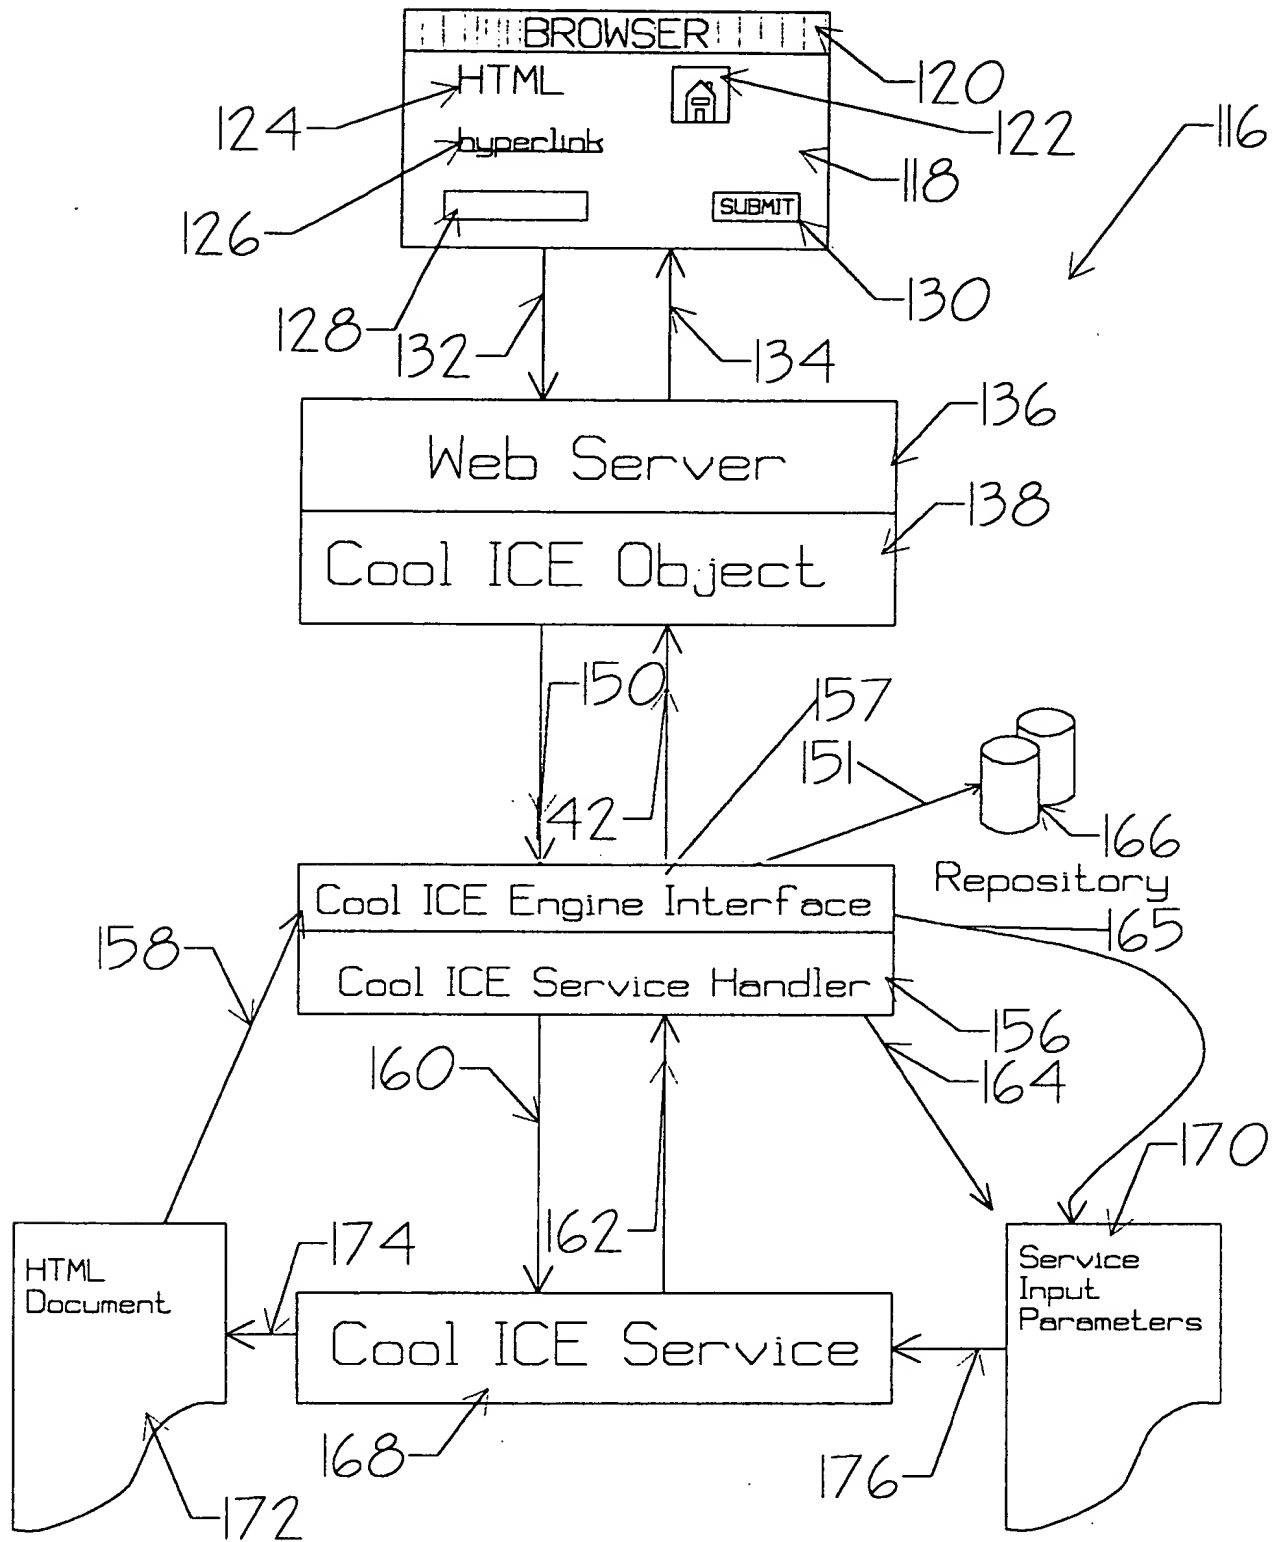 BROWSER
120
HTML
124
122
116
hyperlink
118
126
SUBMIT
130
128
132
134
136
Web Server
138
Cool ICE Object
150
157
151
42
166
Repository
Cool ICE Engine Interface
165
158
Cool ICE Service Handler
156
160
164
170
162
174
HTML
Document
Service
Input
Parameters
Cool ICE Service
168
176
172